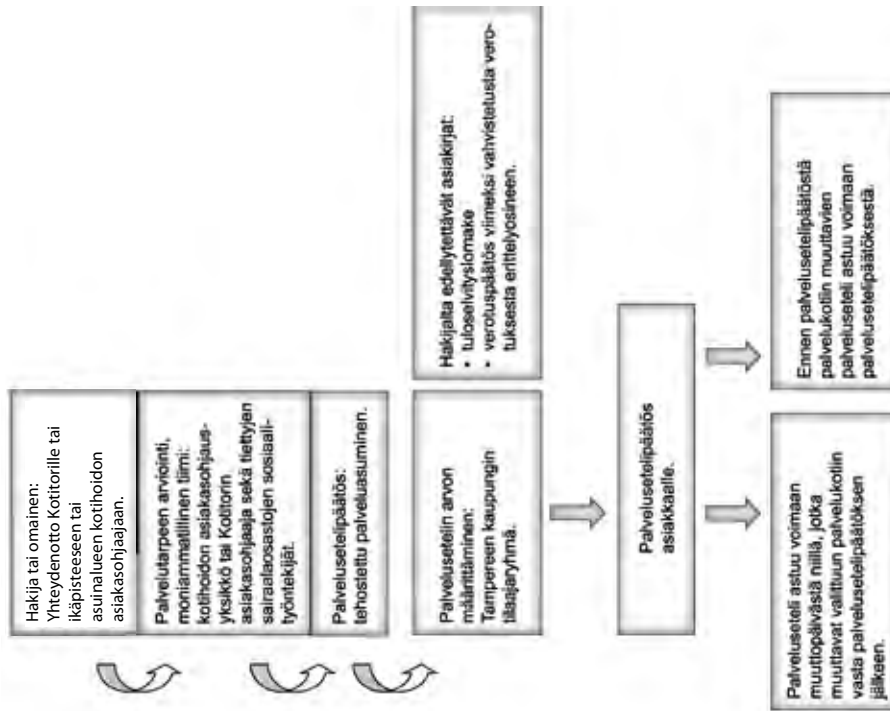 Hakija tai omainen:
Yhteydenotto Kotitorille tai
ikäpisteeseen tai
asuinalueen kotihoidon
asiakasohjaajaan.
Palvelutarpeen arviointi,
moniammatillinen tiimi:
kotihoidon asiakasohjaus-
yksikkö tai Kotitorin
asiakasohjaaja sekä tiettyjen
sairaalaosastojen sosiaali-
työntekijät.
Palvelusetelipäätös:
tehostettu palveluasuminen.
Palvelusetelin arvon
määrittäminen:
Tampereen kaupungin
tilaajaryhmä.
Hakijalta edellytettävät asiakirjat:
• tuloselvityslomake
• verotuspäätös viimeksi vahvistetusta vero-
tuksesta erittelyosineen.
Palvelusetelipäätös
asiakkaalle.
Palveluseteli astuu voimaan
muuttopäivästä niillä, jotka
muuttavat valittuun palvelukotiin
vasta palvelusetelipäätöksen
jälkeen.
Ennen palvelusetelipäätöstä
palvelukotiin muuttavien
palveluseteli astuu voimaan
palvelusetelipäätöksestä.